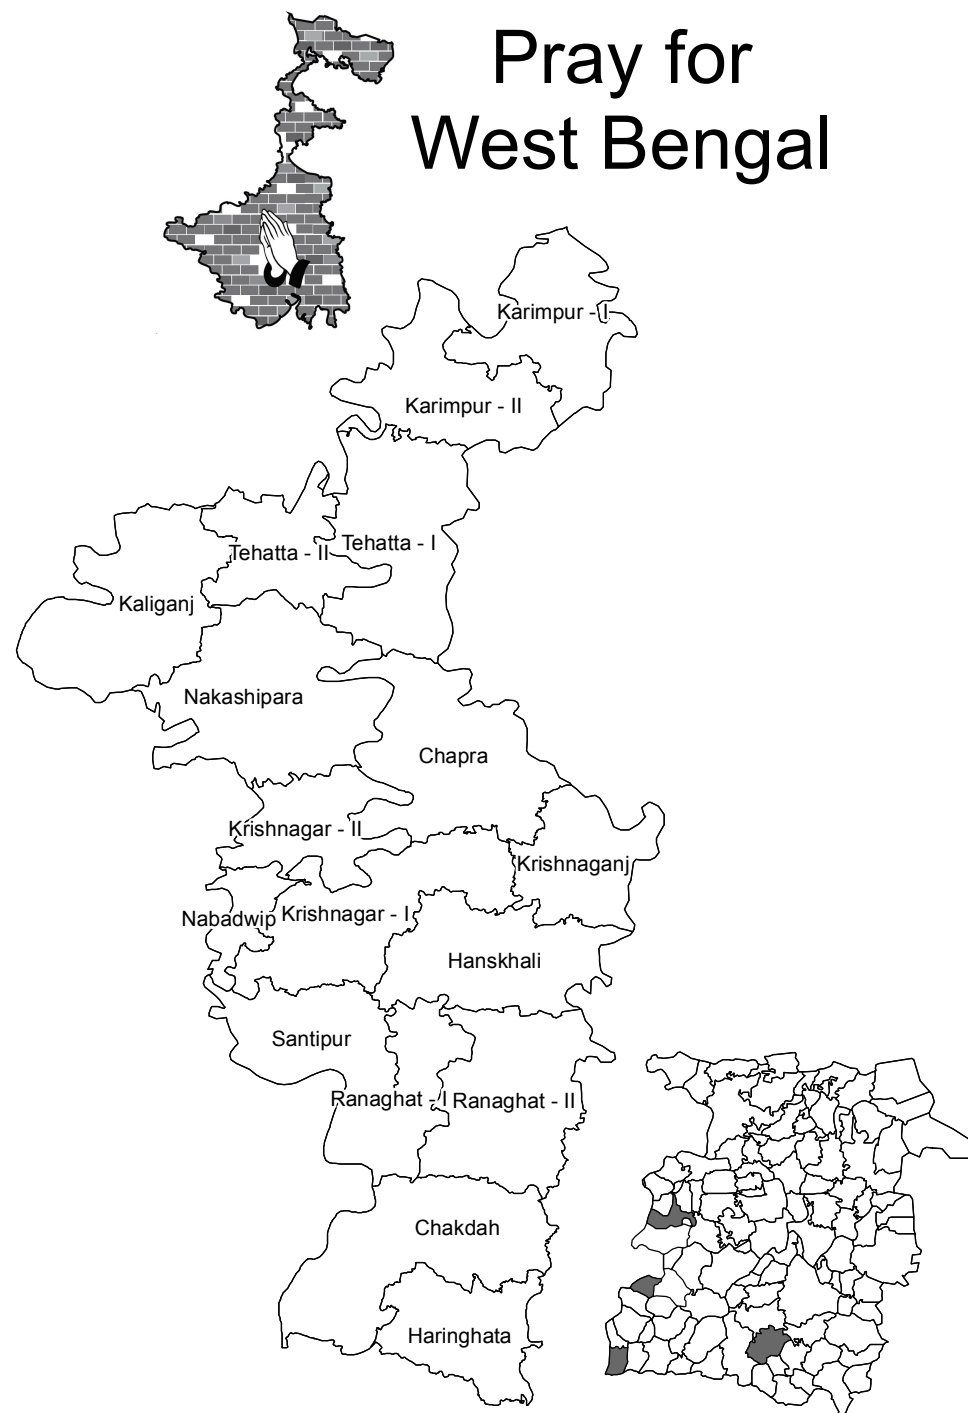 Pray for
West Bengal
Karimpur - I
Karimpur - II
Tehatta - I
Tehatta - II
Kaliganj
Nakashipara
Chapra
Krishnagar - II
Krishnaganj
Nabadwip
Krishnagar - I
Hanskhali
Santipur
Ranaghat - I
Ranaghat - II
Chakdah
Haringhata